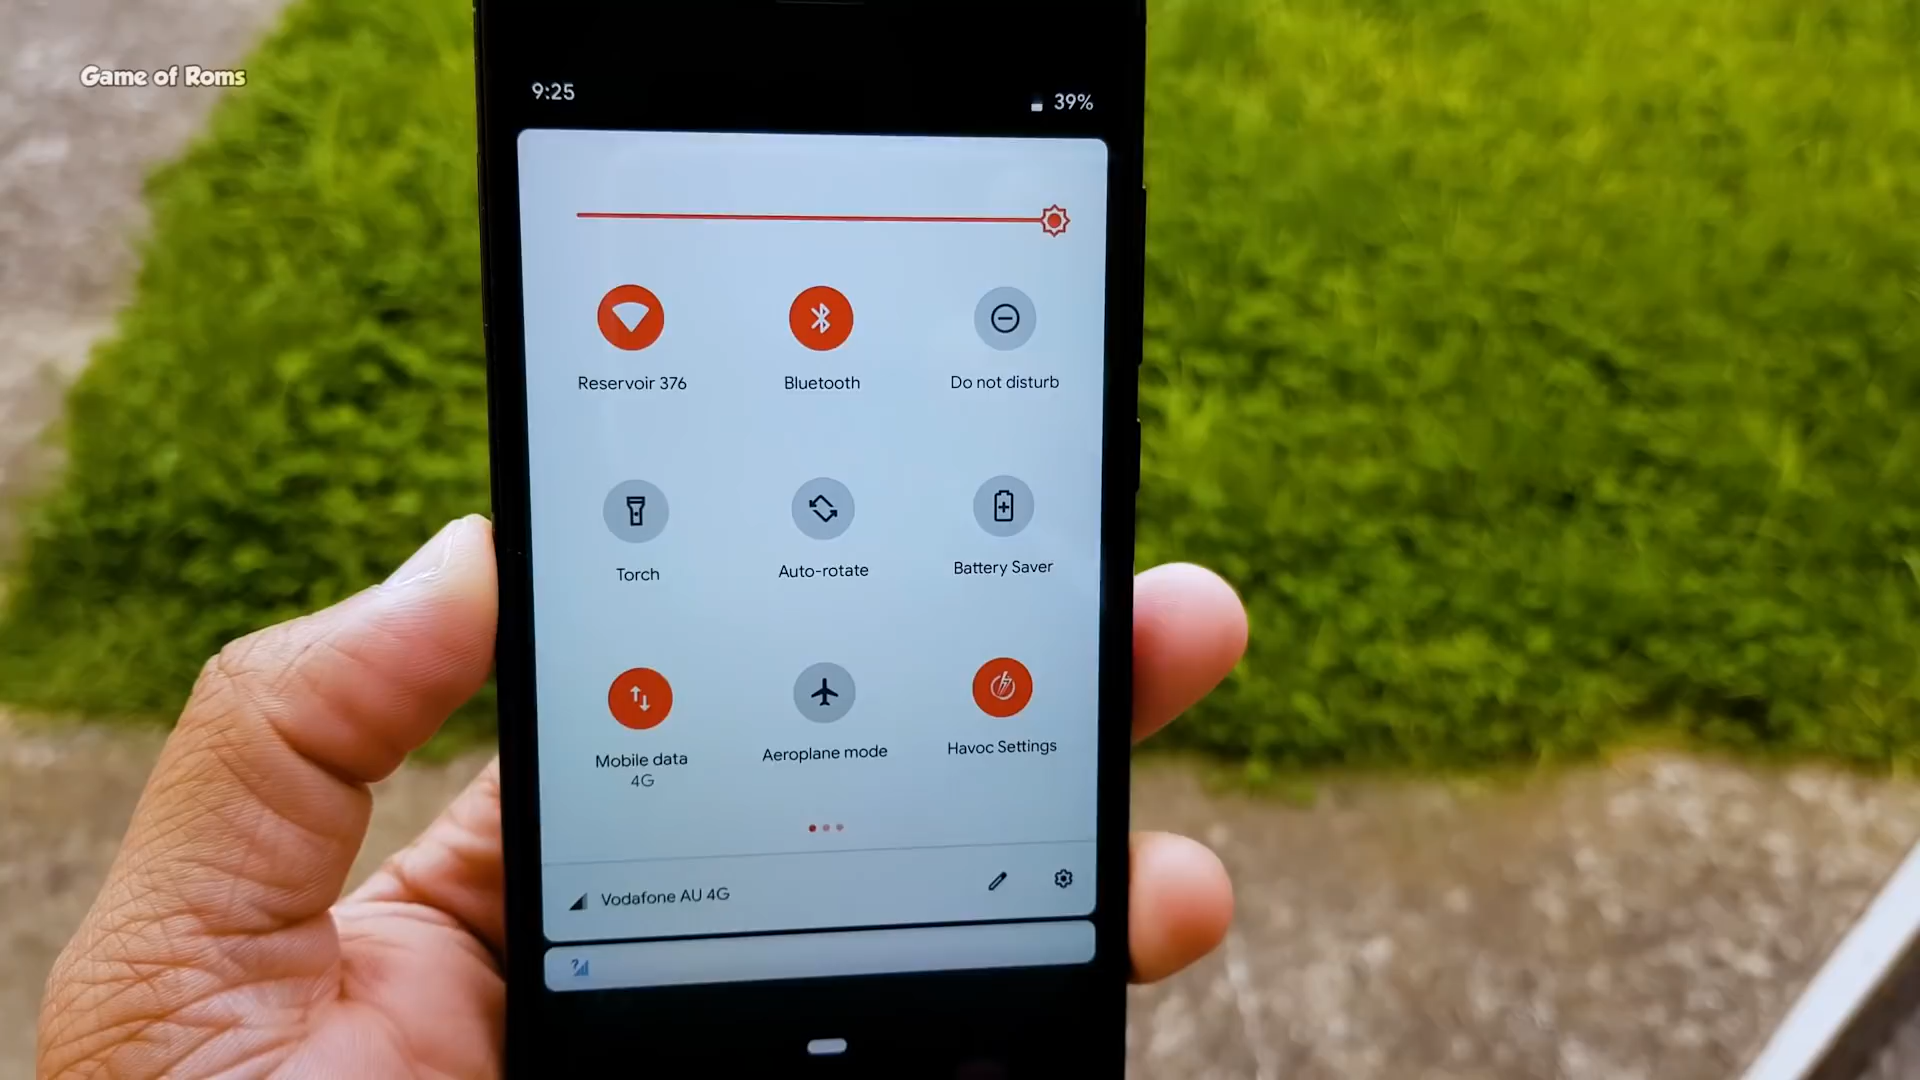 Game of Roms
9:25
39%
Reservoir 376
Bluetooth
Do not disturb
Torch
Auto-rotate
Battery Saver
Mobile data
4G
Aeroplane mode
Havoc Settings
Vodafone AU 4G
?